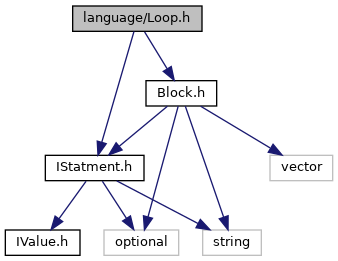 language/Loop.h
Block.h
IStatment.h
vector
IValue.h
optional
string